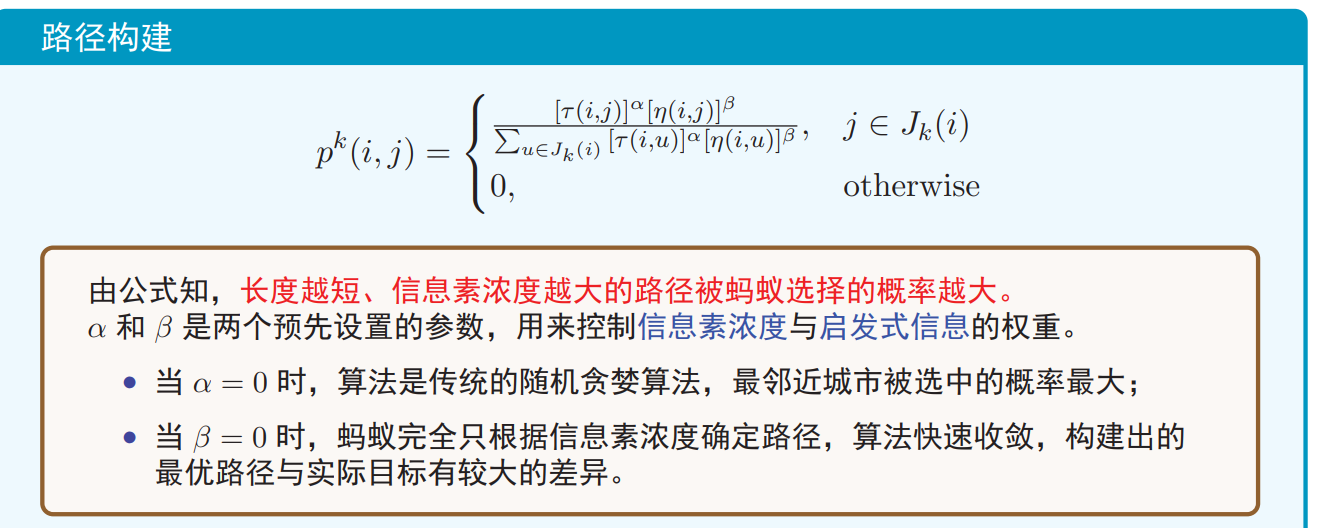 路径构建
$p^k(i,j) = \begin{cases} \frac{[\tau(i,j)]^\alpha[\eta(i,j)]^\beta}{\sum_{u \in J_k(i)}[\tau(i,u)]^\alpha[\eta(i,u)]^\beta}, & j \in J_k(i) \\ 0, & \text{otherwise} \end{cases}$
由公式知，长度越短、信息素浓度越大的路径被蚂蚁选择的概率越大。
α 和 β 是两个预先设置的参数，用来控制信息素浓度与启发式信息的权重。
• 当 α = 0 时，算法是传统的随机贪婪算法，最邻近城市被选中的概率最大；
• 当 β = 0 时，蚂蚁完全只根据信息素浓度确定路径，算法快速收敛，构建出的
最优路径与实际目标有较大的差异。